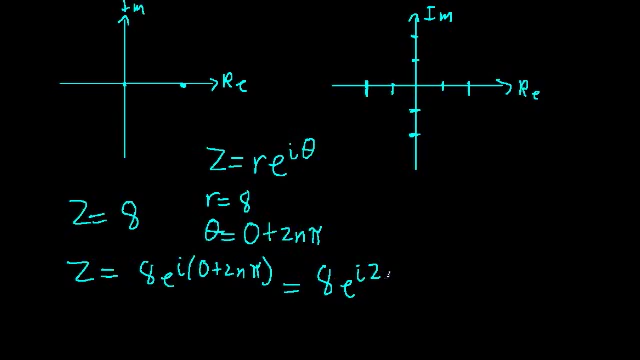 Im
Re
Im
Re
z = re^{iθ}
z = 8
r = 8
θ = 0 + 2nπ
z = 8e^{i(0+2nπ)} = 8e^{i2}